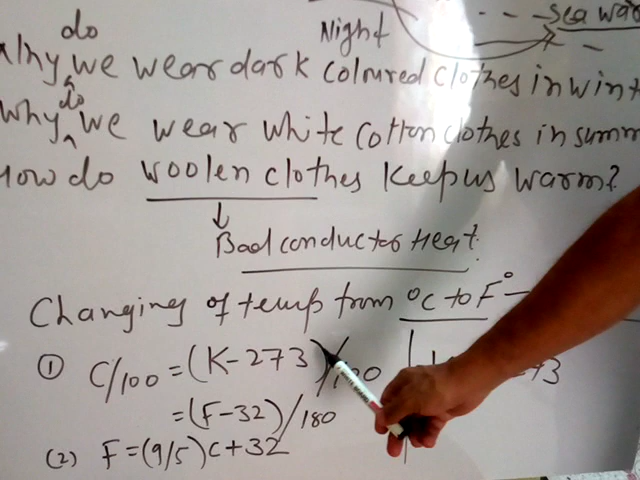 - - - - sea war
Night
do
Why we wear dark coloured clothes in wint
do
Why we wear white cotton clothes in summ
How do woolen clothes keep us warm?
↓
Bad conductor Heat.
Changing of temp from °C to F° –
① C/100 = (K - 273)/100
73
= (F - 32)/180
(2) F = (9/5) C + 32